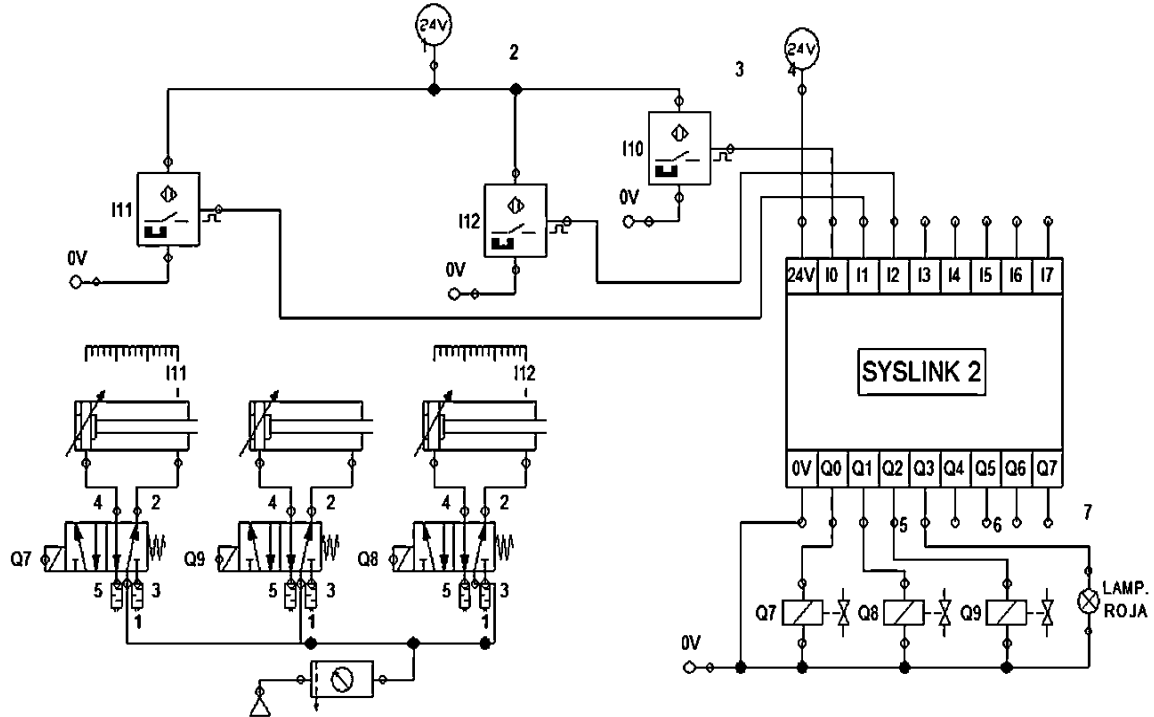 24V
1
2
3
24V
4
I10
0V
I11
0V
I12
0V
24V I0 I1 I2 I3 I4 I5 I6 I7
SYSLINK 2
0V Q0 Q1 Q2 Q3 Q4 Q5 Q6 Q7
I11
I12
4 2
4 2
4 2
Q7
Q9
Q8
5 3
5 3
5 3
1
1
1
5
6
7
Q7
Q8
Q9
LAMP.
ROJA
0V